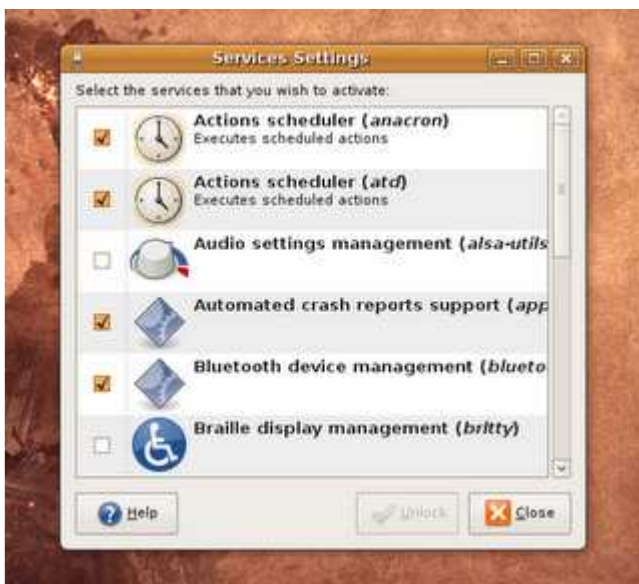 Services Settings
Select the services that you wish to activate:
Actions scheduler (anacron)
Executes scheduled actions
Actions scheduler (atd)
Executes scheduled actions
Audio settings management (alsa-utils
Automated crash reports support (app
Bluetooth device management (blueto
Braille display management (brltty)
Help
Unlock
Close